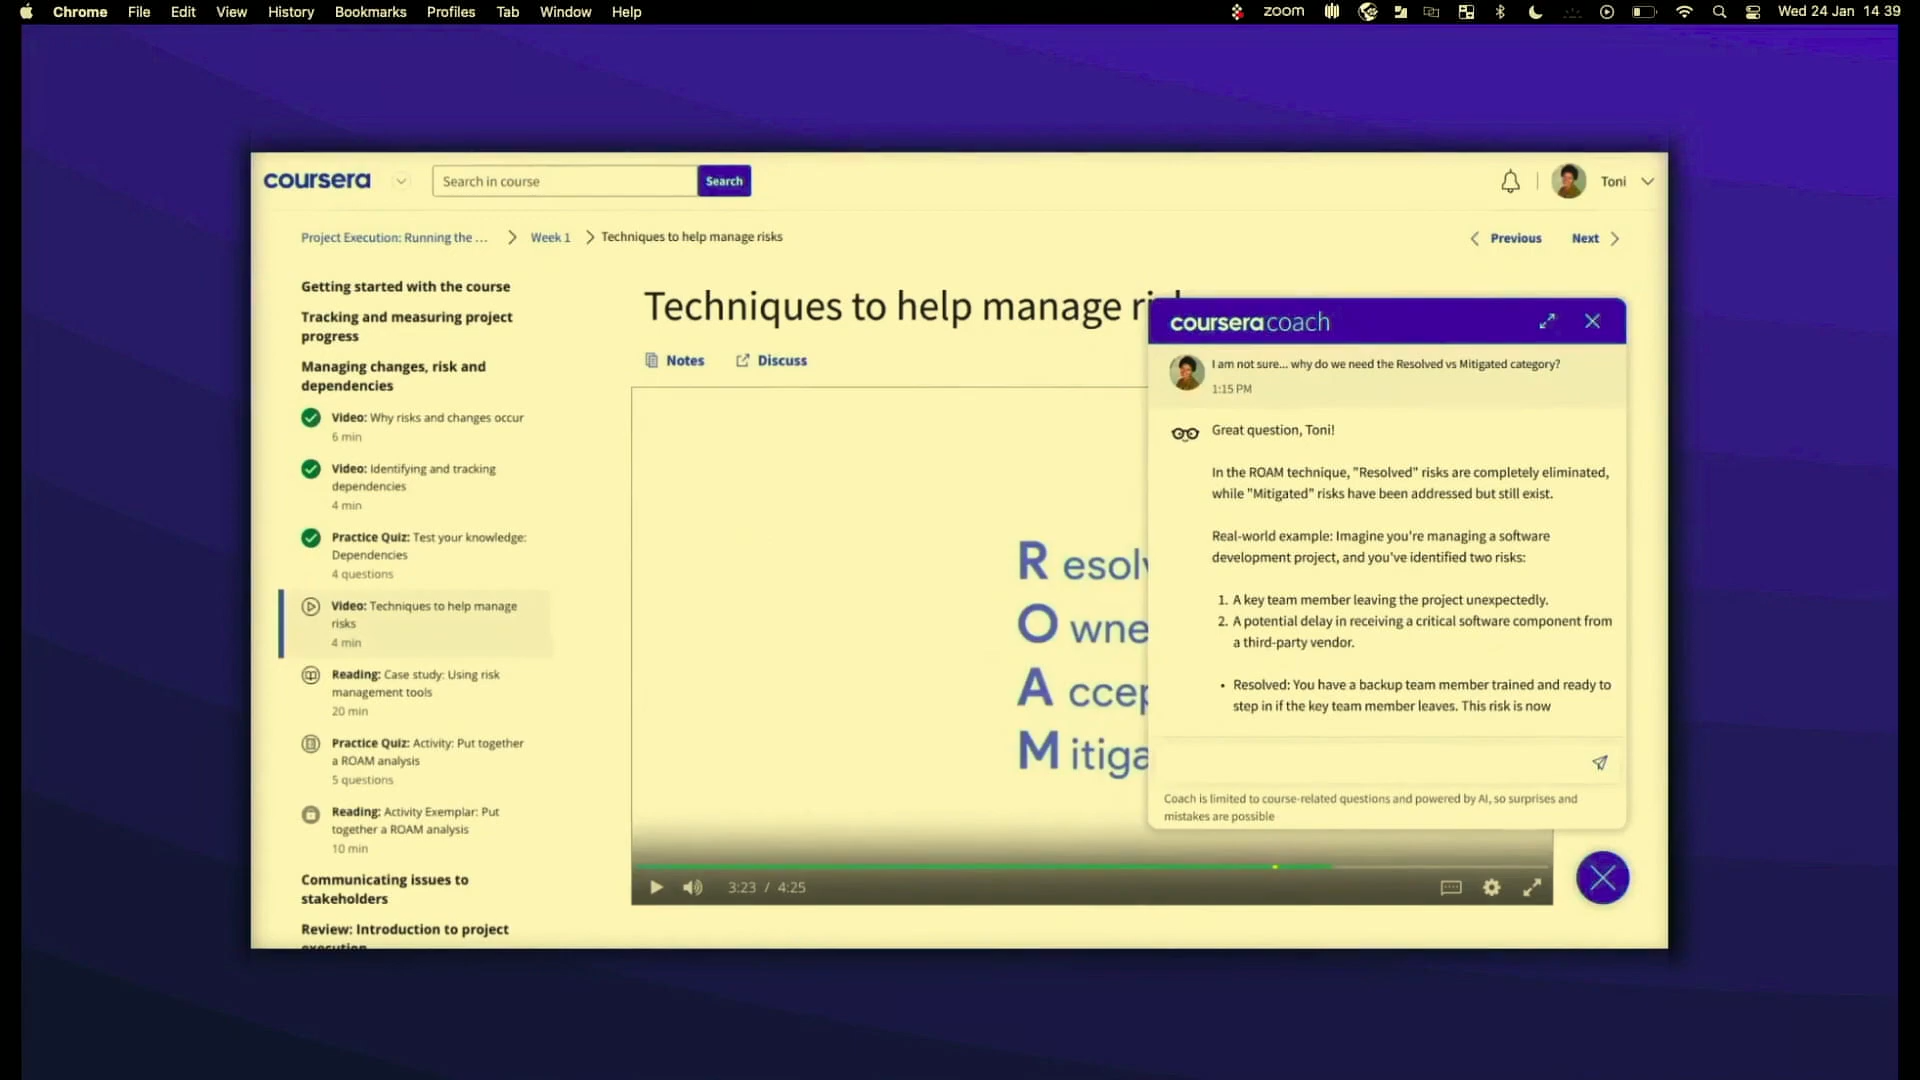 Chrome File Edit View History Bookmarks Profiles Tab Window Help
zoom Wed 24 Jan 14 39
coursera
Search in course
Search
Toni
Project Execution: Running the ...
Week 1
Techniques to help manage risks
Previous
Next
Getting started with the course
Tracking and measuring project
progress
Managing changes, risk and
dependencies
Video: Why risks and changes occur
6 min
Video: Identifying and tracking
dependencies
4 min
Practice Quiz: Test your knowledge:
Dependencies
4 questions
Video: Techniques to help manage
risks
4 min
Reading: Case study: Using risk
management tools
20 min
Practice Quiz: Activity: Put together
a ROAM analysis
5 questions
Reading: Activity Exemplar: Put
together a ROAM analysis
10 min
Communicating issues to
stakeholders
Review: Introduction to project
execution
Techniques to help manage
Notes
Discuss
R esolv
O wne
A ccep
M itiga
3:23 / 4:25
coursera coach
I am not sure... why do we need the Resolved vs Mitigated category?
1:15 PM
Great question, Toni!
In the ROAM technique, "Resolved" risks are completely eliminated,
while "Mitigated" risks have been addressed but still exist.
Real-world example: Imagine you're managing a software
development project, and you've identified two risks:
1. A key team member leaving the project unexpectedly.
2. A potential delay in receiving a critical software component from
a third-party vendor.
• Resolved: You have a backup team member trained and ready to
step in if the key team member leaves. This risk is now
Coach is limited to course-related questions and powered by AI, so surprises and
mistakes are possible